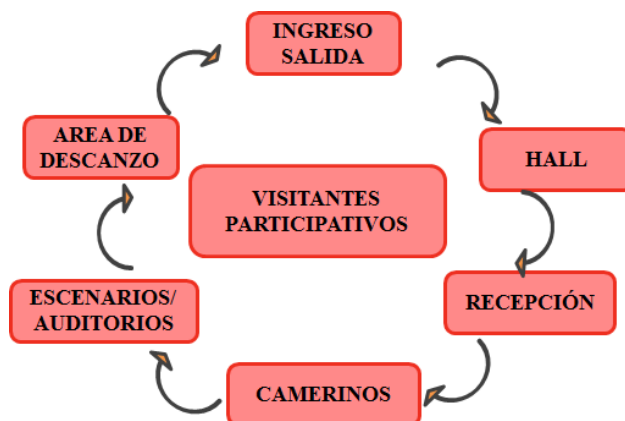 INGRESO
SALIDA
HALL
RECEPCIÓN
CAMERINOS
ESCENARIOS/
AUDITORIOS
AREA DE
DESCANZO
VISITANTES
PARTICIPATIVOS